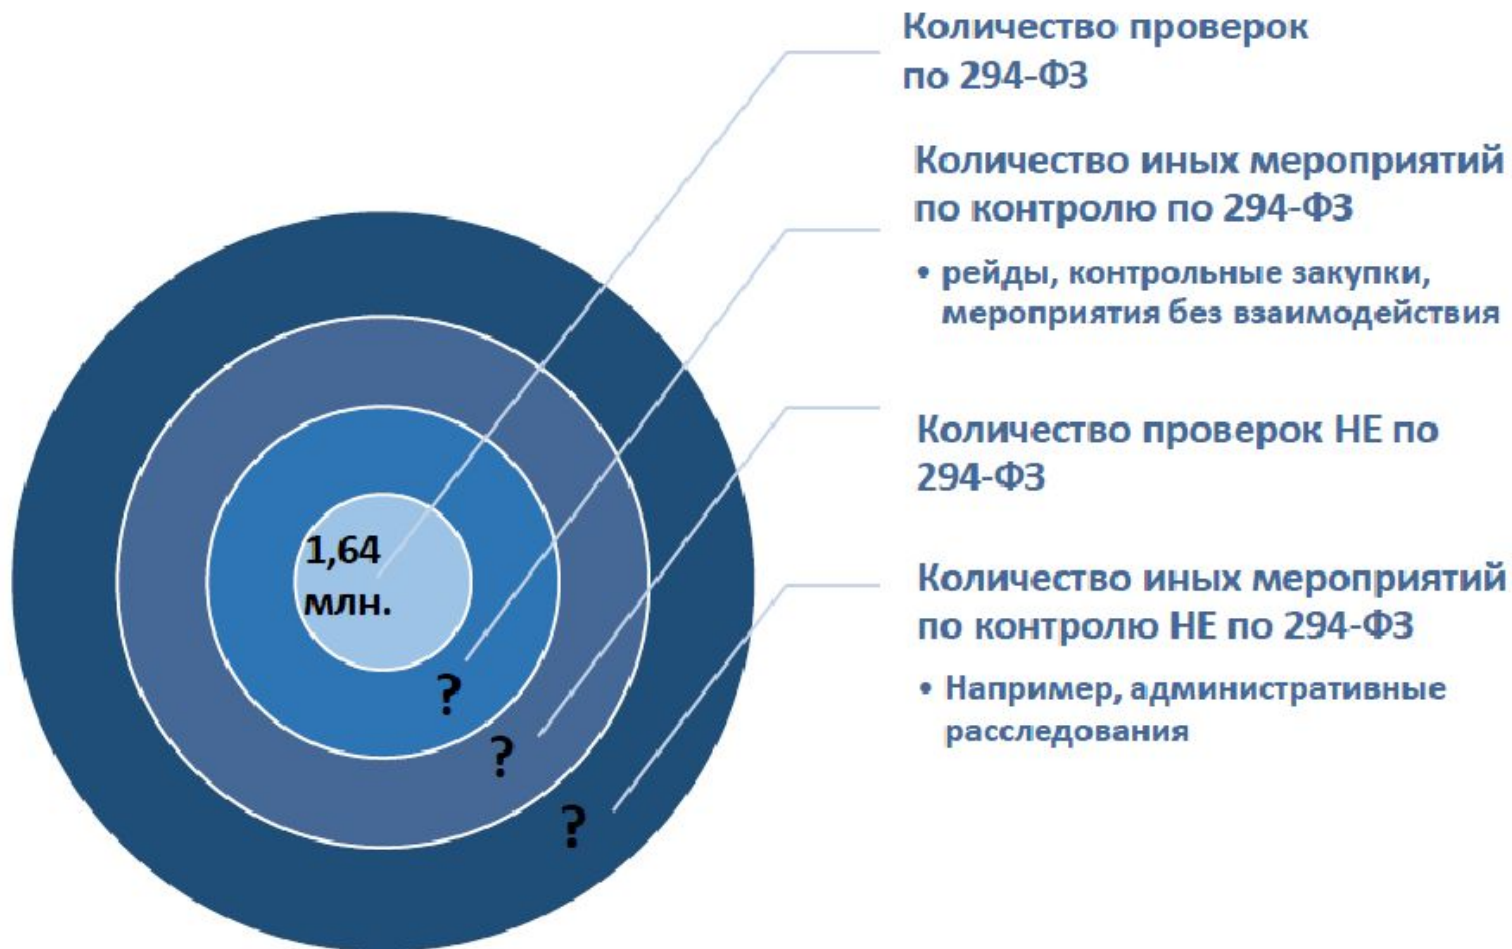 Количество проверок
по 294-ФЗ
Количество иных мероприятий
по контролю по 294-ФЗ
• рейды, контрольные закупки,
мероприятия без взаимодействия
Количество проверок НЕ по
294-ФЗ
Количество иных мероприятий
по контролю НЕ по 294-ФЗ
• Например, административные
расследования
1,64
млн.
?
?
?